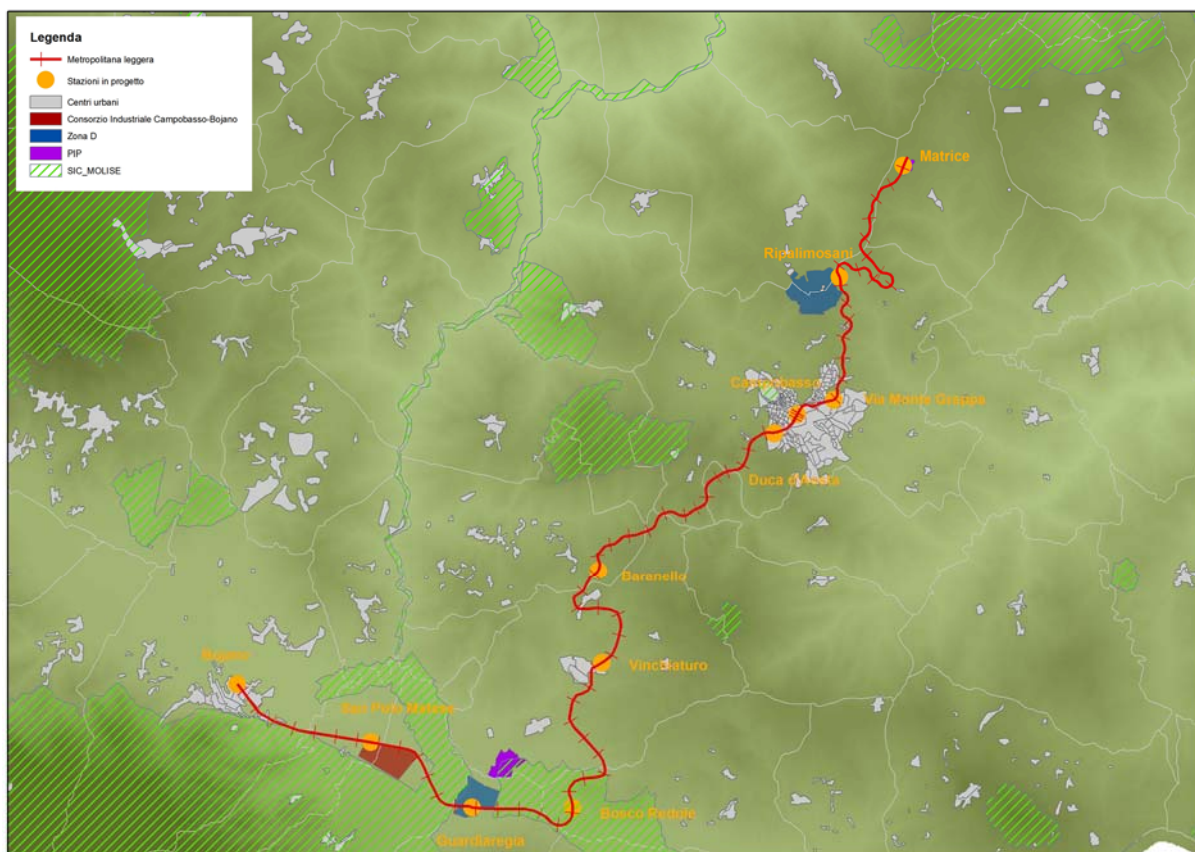 Legenda
Metropolitana leggera
Stazioni in progetto
Centri urbani
Consorzio Industriale Campobasso-Bojano
Zona D
PIP
SIC_MOLISE
Matrice
Ripalimosani
Campobasso
Via Monte Grappa
Duca d'Aosta
Baranello
Vinchiaturo
Bojano
San Polo Matese
Bosco Redole
Guardiaregia